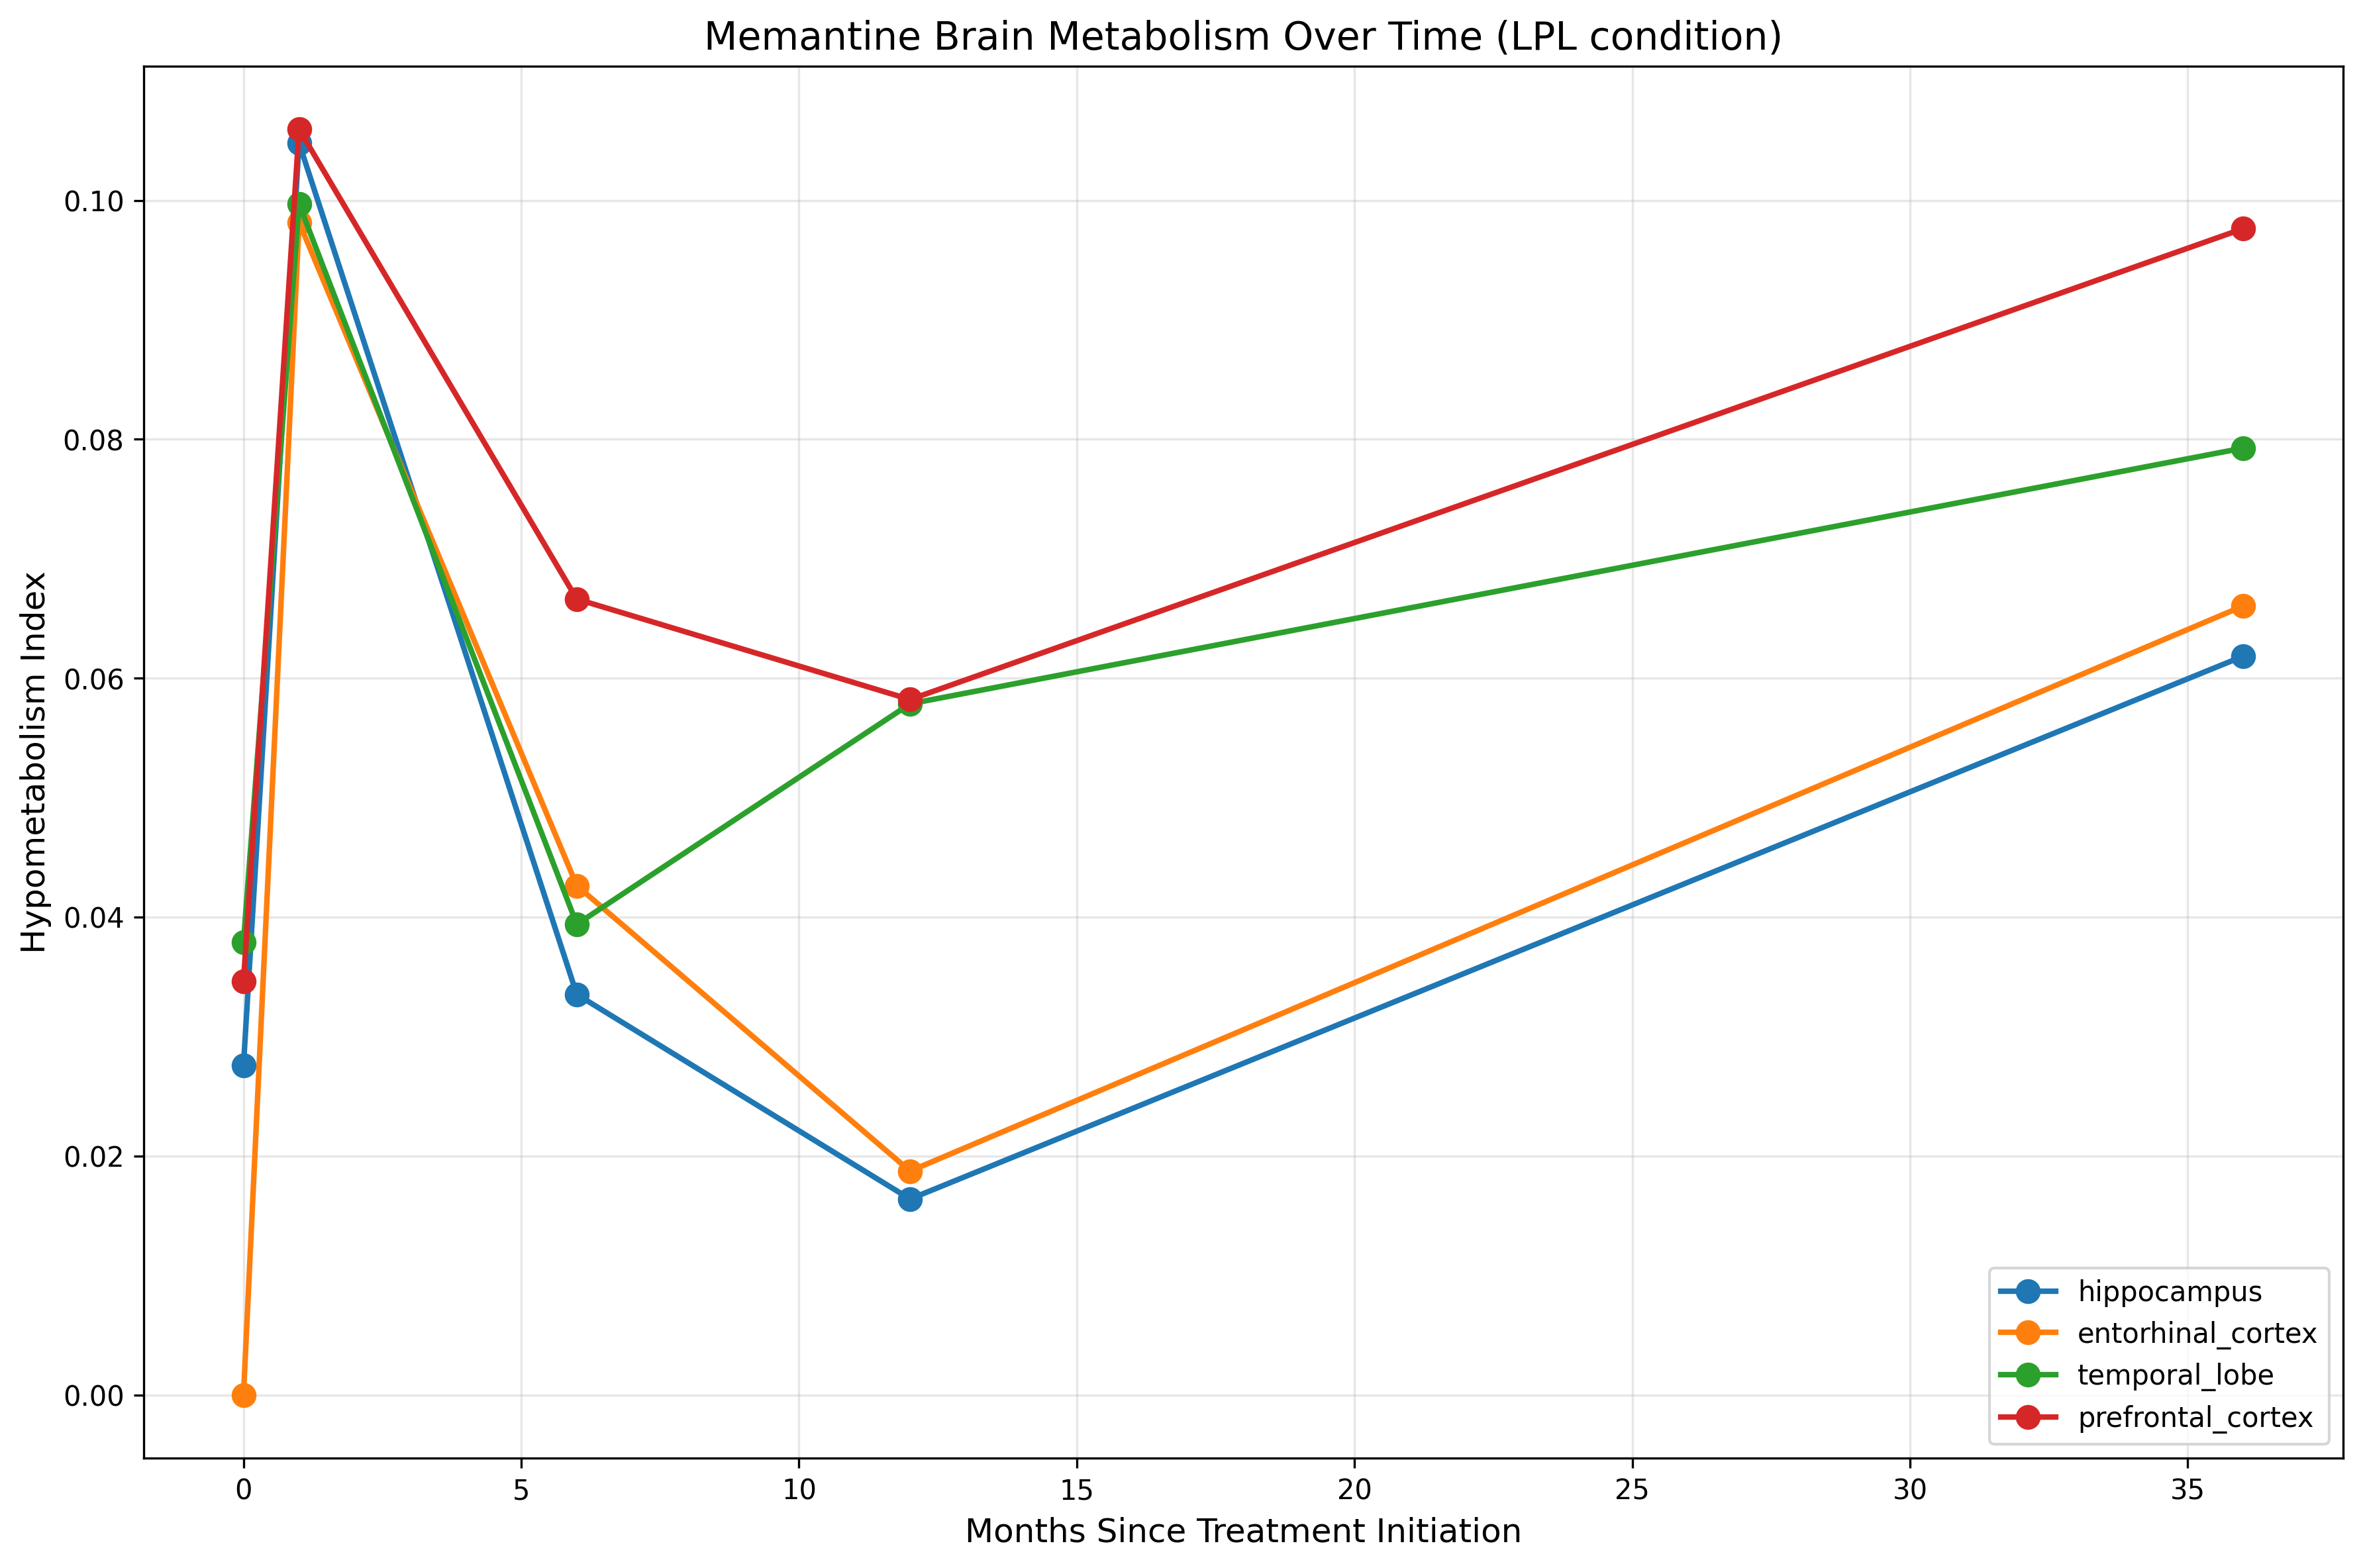 Memantine Brain Metabolism Over Time (LPL condition)
Hypometabolism Index
0.10
0.08
0.06
0.04
0.02
0.00
0 5 10 15 20 25 30 35
Months Since Treatment Initiation
hippocampus
entorhinal_cortex
temporal_lobe
prefrontal_cortex